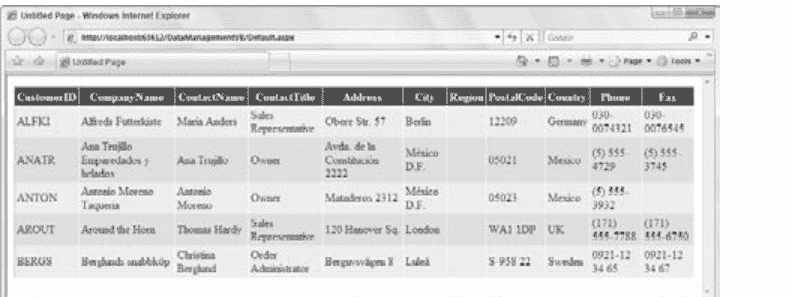 Untitled Page - Windows Internet Explorer
Google
Untitled Page Page Tools
CustomerID CompanyName ContactName ContactTitle Address City Region PostalCode Country Phone Fax
ALFKI Alfreds Futterkiste Maria Anders Sales Representative Obere Str. 57 Berlin 12209 Germany 030-0074321 030-0076545
ANATR Ana Trujillo Emparedados y helados Ana Trujillo Owner Avda. de la Constitución 2222 México D.F. 05021 Mexico (5) 555-4729 (5) 555-3745
ANTON Antonio Moreno Taquería Antonio Moreno Owner Mataderos 2312 México D.F. 05023 Mexico (5) 555-3932
AROUT Around the Horn Thomas Hardy Sales Representative 120 Hanover Sq. London WA1 1DP UK (171) 555-7788 (171) 555-6750
BERGS Berglunds snabbköp Christina Berglund Order Administrator Berguvsvägen 8 Luleå S-958 22 Sweden 0921-12 34 65 0921-12 34 67